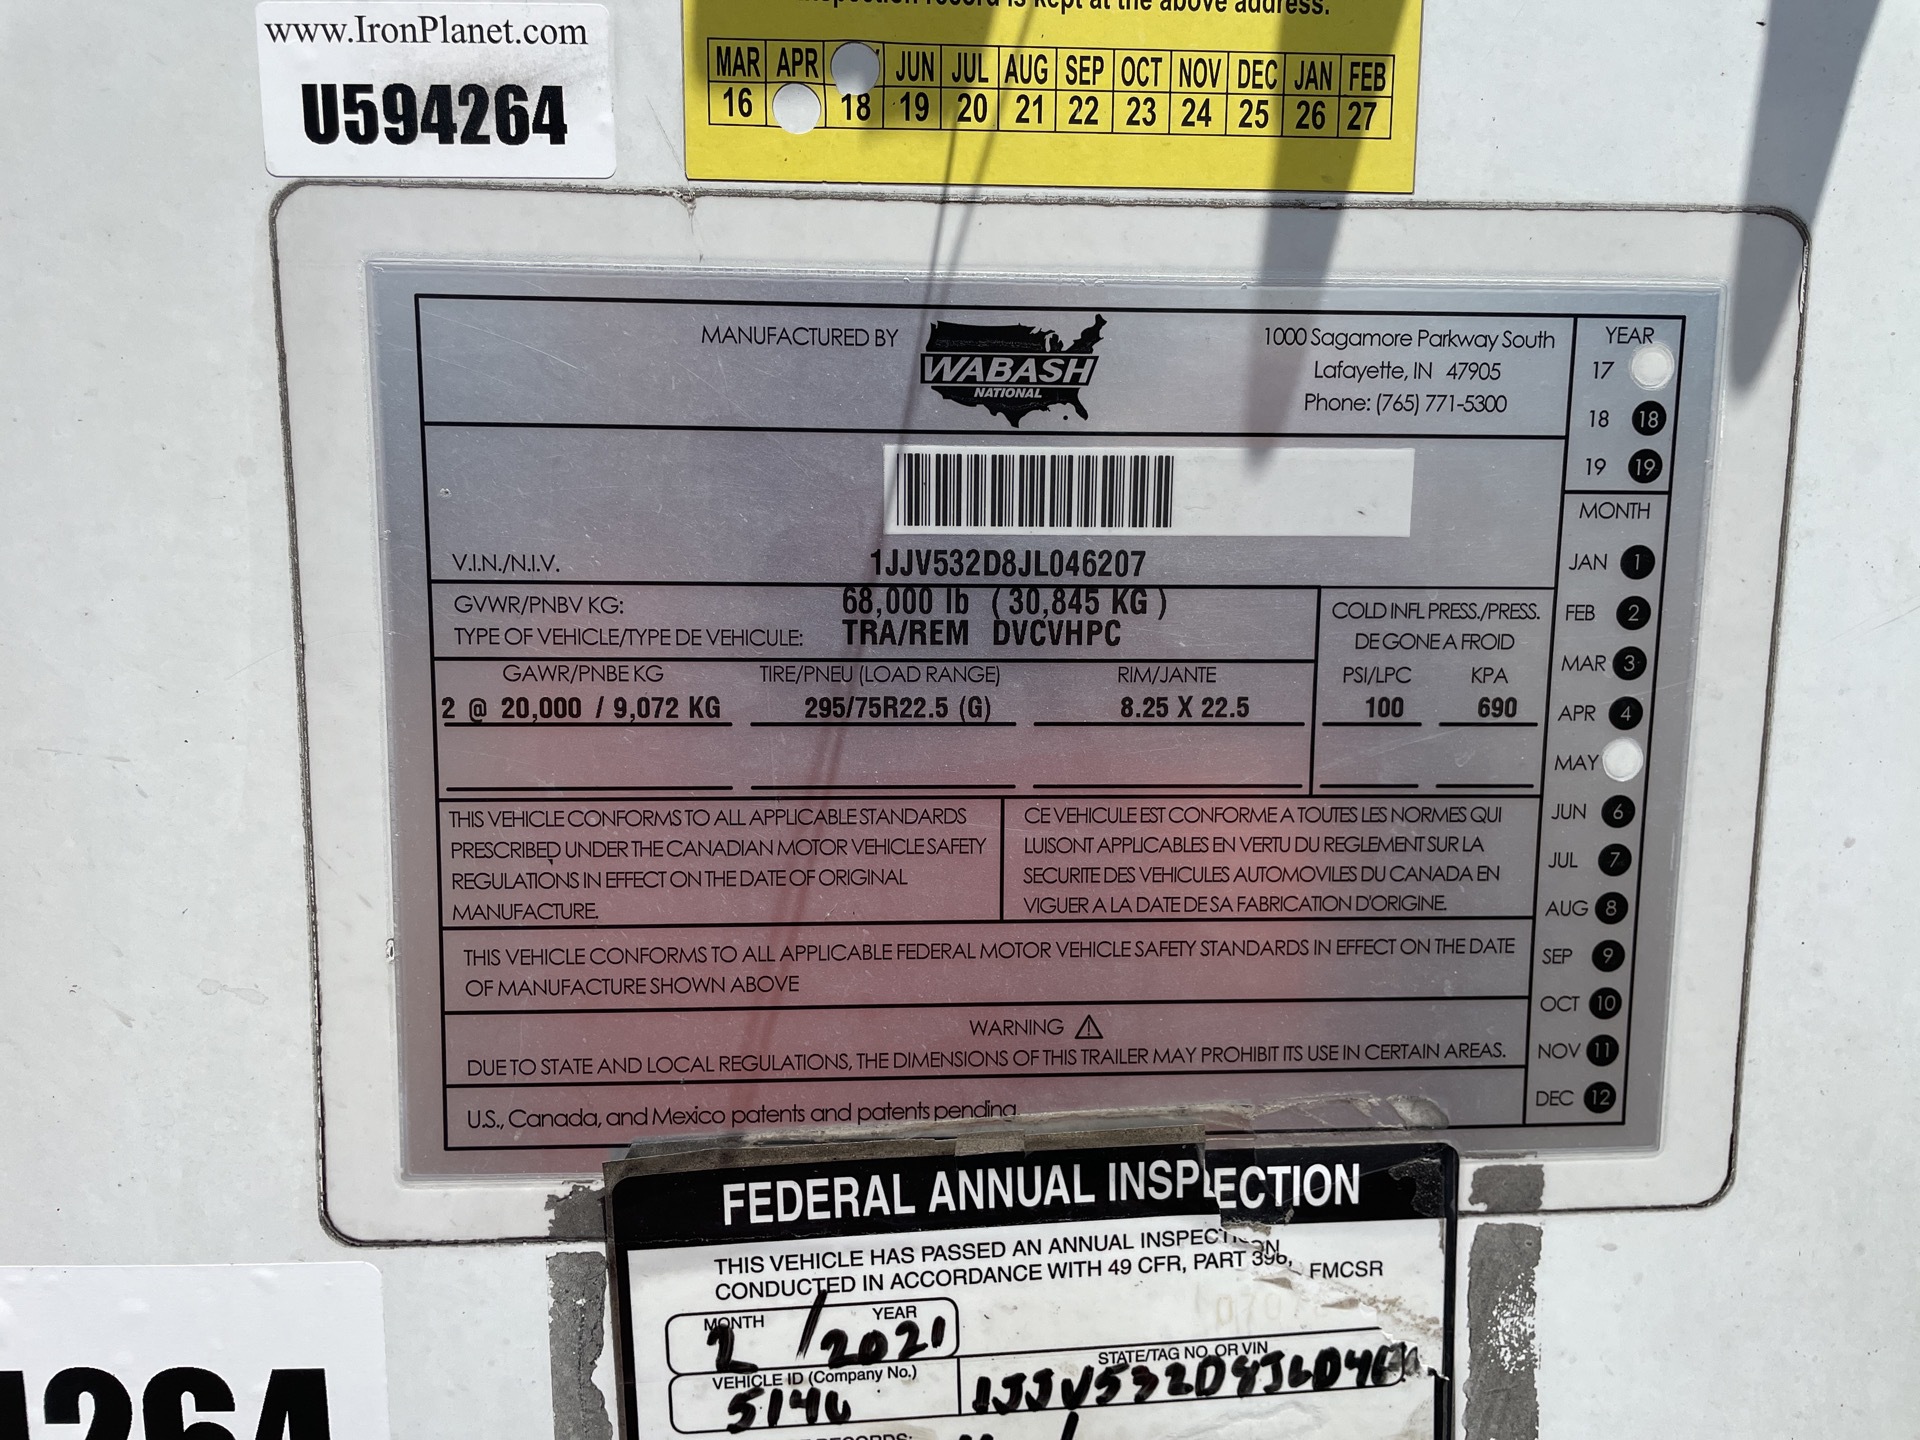 www.IronPlanet.com
U594264
inspection record is kept at the above address.
MAR APR JUN JUL AUG SEP OCT NOV DEC JAN FEB
16 18 19 20 21 22 23 24 25 26 27
MANUFACTURED BY
WABASH
NATIONAL
1000 Sagamore Parkway South
Lafayette, IN 47905
Phone: (765) 771-5300
YEAR
17
18 18
19 19
MONTH
JAN 1
FEB 2
MAR 3
APR 4
MAY
JUN 6
JUL 7
AUG 8
SEP 9
OCT 10
NOV 11
DEC 12
V.I.N./N.I.V. 1JJV532D8JL046207
GVWR/PNBV KG: 68,000 lb ( 30,845 KG )
TYPE OF VEHICLE/TYPE DE VEHICULE: TRA/REM DVCVHPC
COLD INFL PRESS./PRESS.
DE GONE A FROID
GAWR/PNBE KG TIRE/PNEU (LOAD RANGE) RIM/JANTE PSI/LPC KPA
2 @ 20,000 / 9,072 KG 295/75R22.5 (G) 8.25 X 22.5 100 690
THIS VEHICLE CONFORMS TO ALL APPLICABLE STANDARDS
PRESCRIBED UNDER THE CANADIAN MOTOR VEHICLE SAFETY
REGULATIONS IN EFFECT ON THE DATE OF ORIGINAL
MANUFACTURE.
CE VEHICULE EST CONFORME A TOUTES LES NORMES QUI
LUISONT APPLICABLES EN VERTU DU REGLEMENT SUR LA
SECURITE DES VEHICULES AUTOMOVILES DU CANADA EN
VIGUER A LA DATE DE SA FABRICATION D'ORIGINE.
THIS VEHICLE CONFORMS TO ALL APPLICABLE FEDERAL MOTOR VEHICLE SAFETY STANDARDS IN EFFECT ON THE DATE
OF MANUFACTURE SHOWN ABOVE
WARNING
DUE TO STATE AND LOCAL REGULATIONS, THE DIMENSIONS OF THIS TRAILER MAY PROHIBIT ITS USE IN CERTAIN AREAS.
U.S., Canada, and Mexico patents and patents pending.
FEDERAL ANNUAL INSPECTION
THIS VEHICLE HAS PASSED AN ANNUAL INSPECTION
CONDUCTED IN ACCORDANCE WITH 49 CFR, PART 396, FMCSR
MONTH YEAR
2 / 2021
VEHICLE ID (Company No.) STATE/TAG NO. OR VIN
5146
264